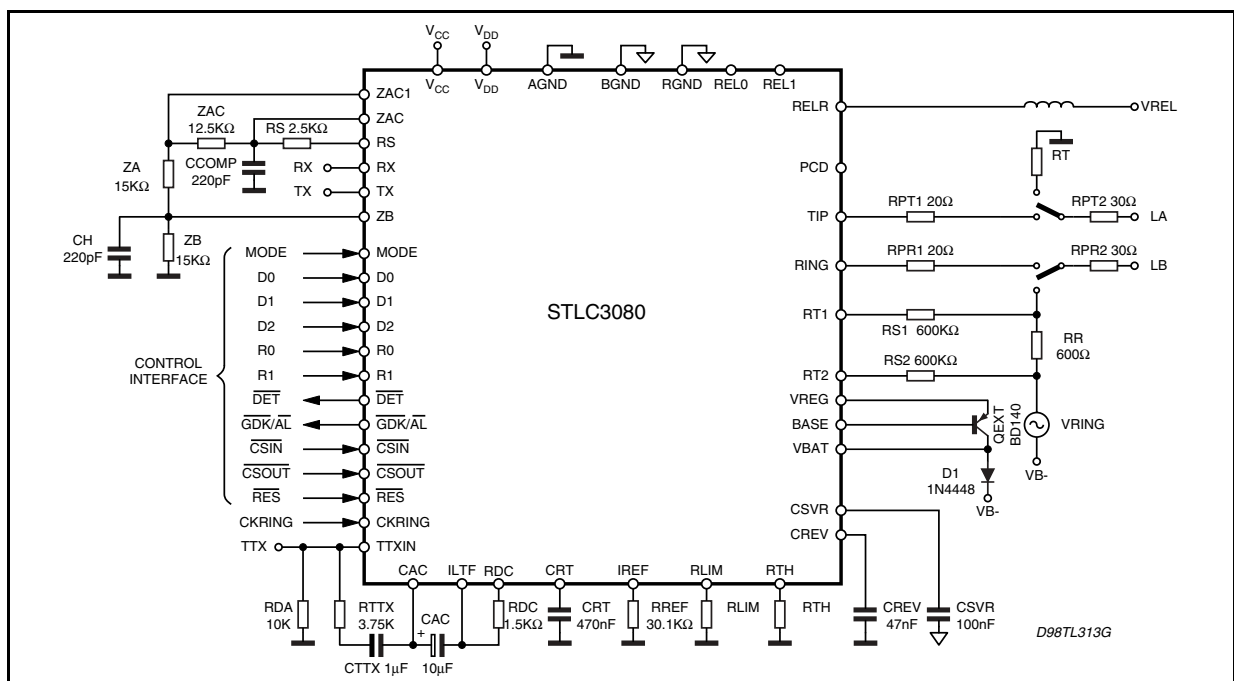 VCC VDD
VCC VDD AGND BGND RGND REL0 REL1
ZAC1
ZAC
RS
RX
TX
ZB
MODE
D0
D1
D2
R0
R1
DET
GDK/AL
CSIN
CSOUT
RES
CKRING
TTXIN
ZAC
12.5KΩ
RS 2.5KΩ
CCOMP
220pF
ZA
15KΩ
RX
TX
CH
220pF
ZB
15KΩ
CONTROL
INTERFACE
MODE
D0
D1
D2
R0
R1
DET
GDK/AL
CSIN
CSOUT
RES
CKRING
TTX
STLC3080
RELR
PCD
TIP
RING
RT1
RT2
VREG
BASE
VBAT
CSVR
CREV
VREL
RT
RPT1 20Ω
RPT2 30Ω
LA
RPR1 20Ω
RPR2 30Ω
LB
RS1 600KΩ
RR
600Ω
RS2 600KΩ
QEXT
BD140
VRING
VB-
D1
1N4448
VB-
CAC ILTF RDC CRT IREF RLIM RTH
RDA
10K
RTTX
3.75K
CTTX 1µF
CAC
+
10µF
RDC
1.5KΩ
CRT
470nF
RREF
30.1KΩ
RLIM
RTH
CREV
47nF
CSVR
100nF
D98TL313G